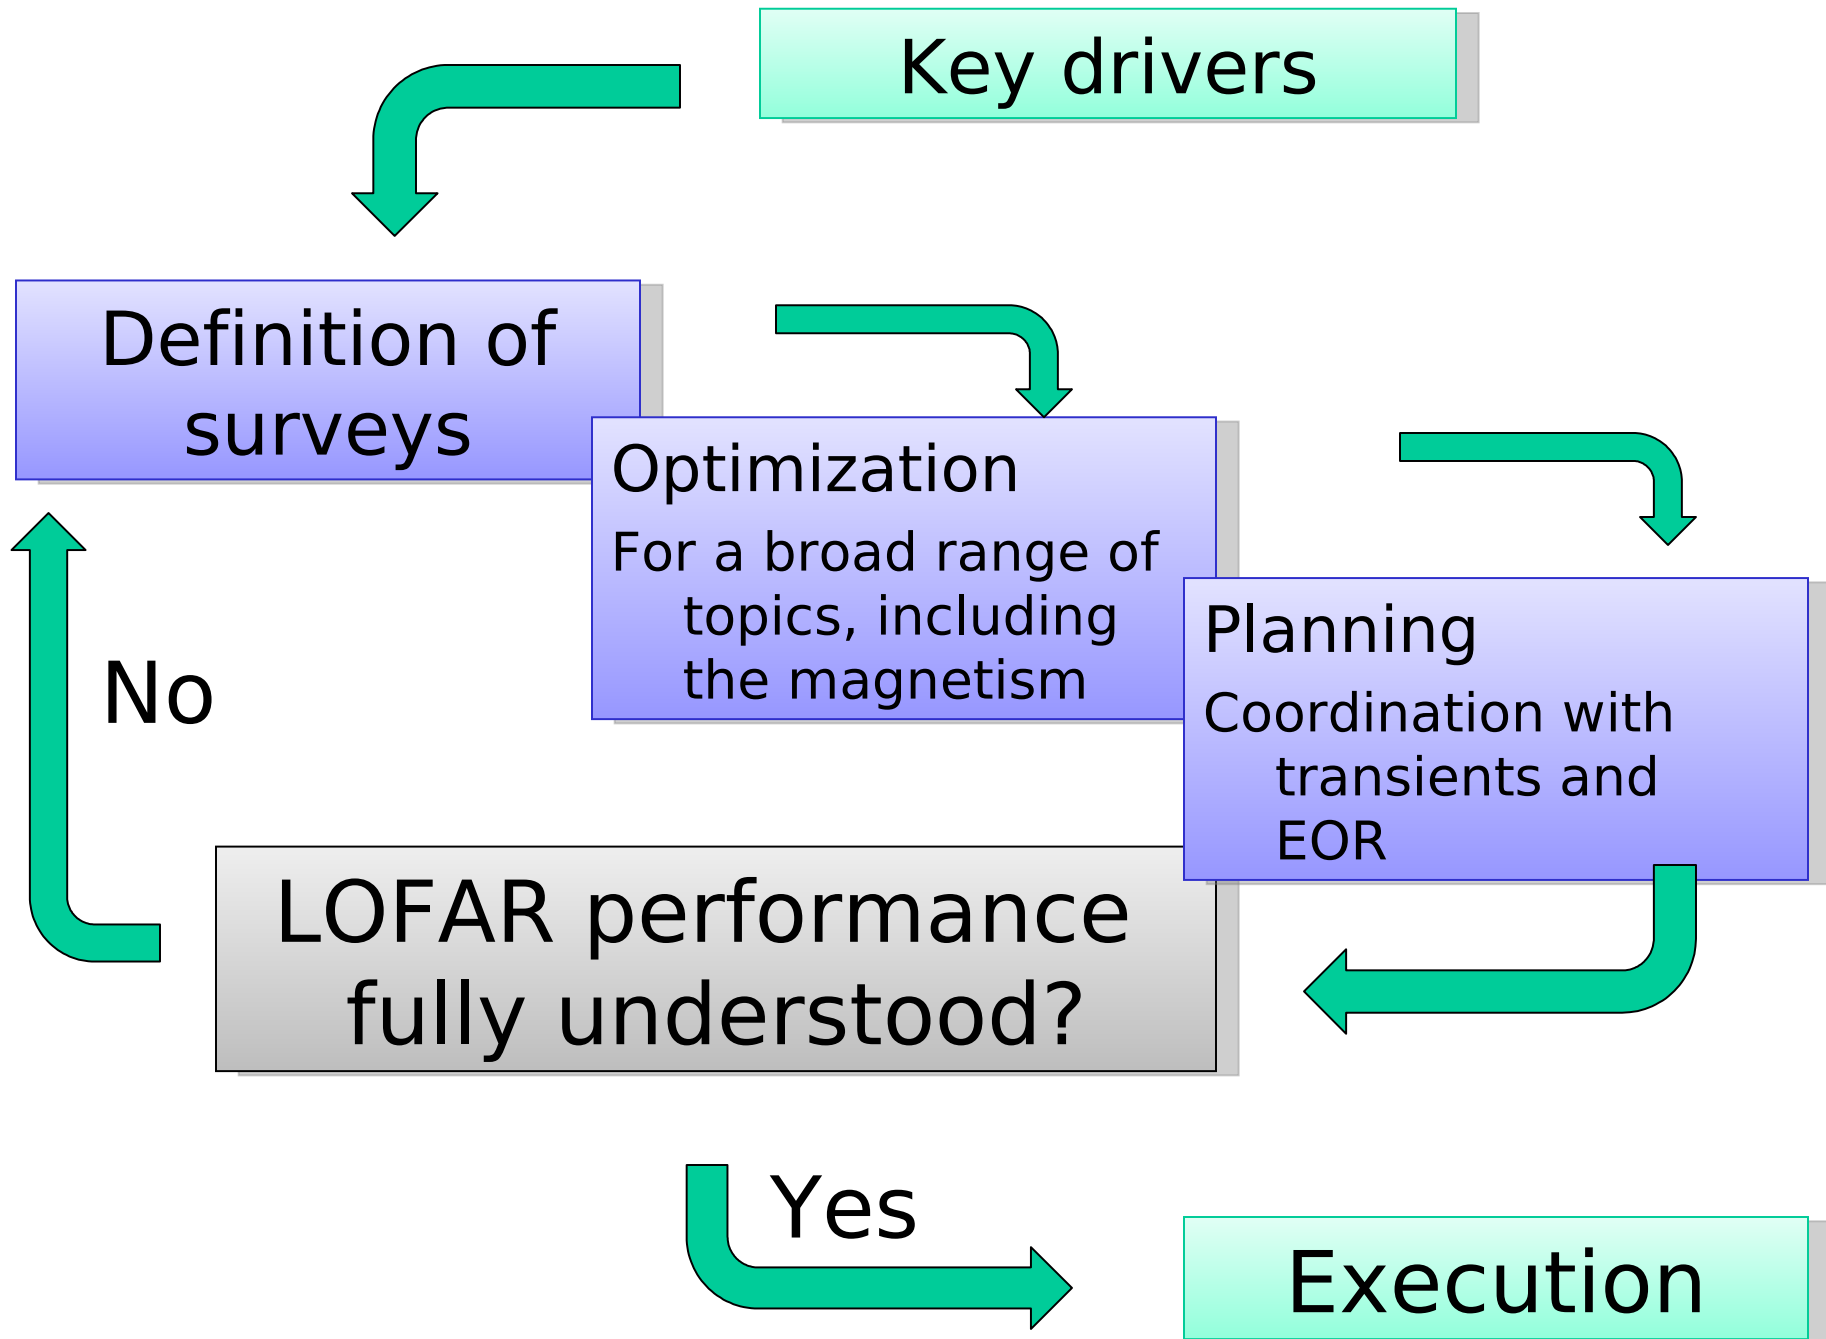 Key drivers
Definition of
surveys
Optimization
For a broad range of
topics, including
the magnetism
Planning
Coordination with
transients and
EOR
No
LOFAR performance
fully understood?
Yes
Execution